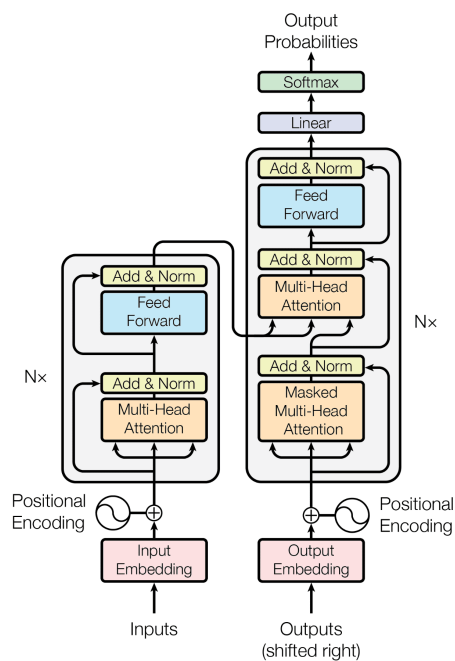 Output
Probabilities
Softmax
Linear
Add & Norm
Feed
Forward
Add & Norm
Multi-Head
Attention
Add & Norm
Masked
Multi-Head
Attention
N×
Add & Norm
Feed
Forward
Add & Norm
Multi-Head
Attention
N×
Positional
Encoding
Positional
Encoding
Input
Embedding
Output
Embedding
Inputs
Outputs
(shifted right)